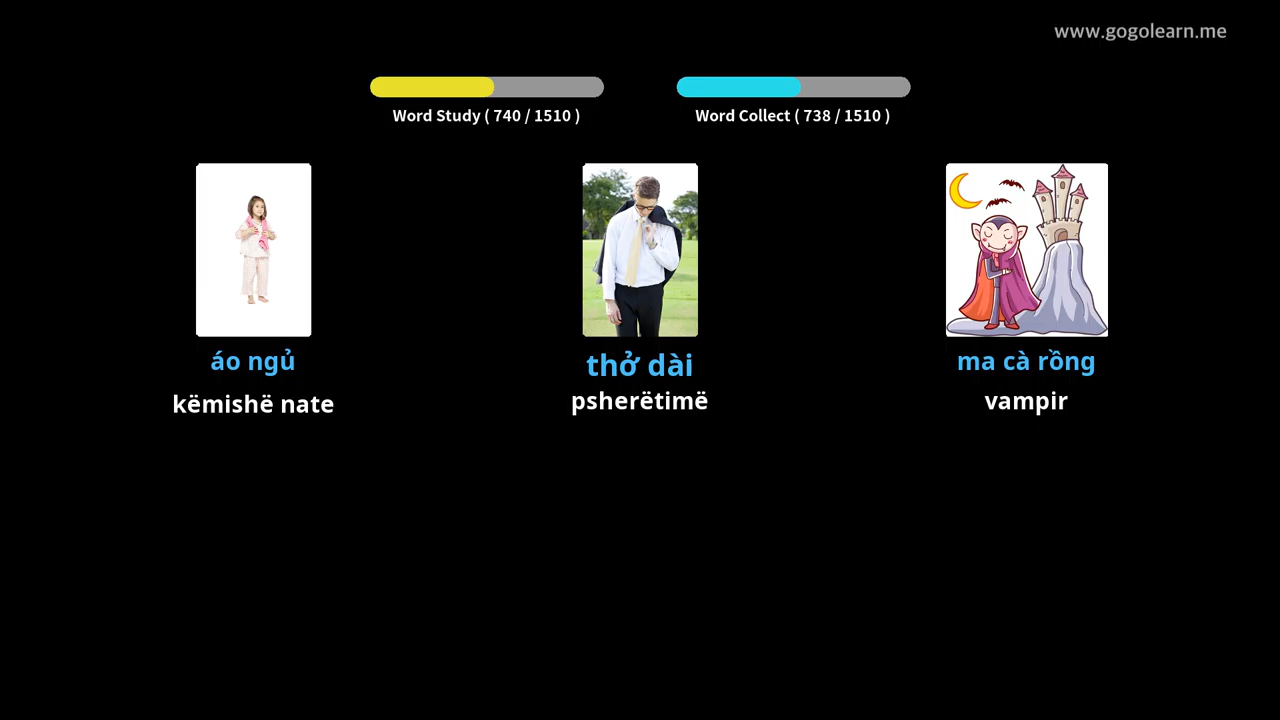 www.gogolearn.me
Word Study ( 740 / 1510 )
Word Collect ( 738 / 1510 )
áo ngủ
thở dài
ma cà rồng
këmishë nate
psherëtimë
vampir